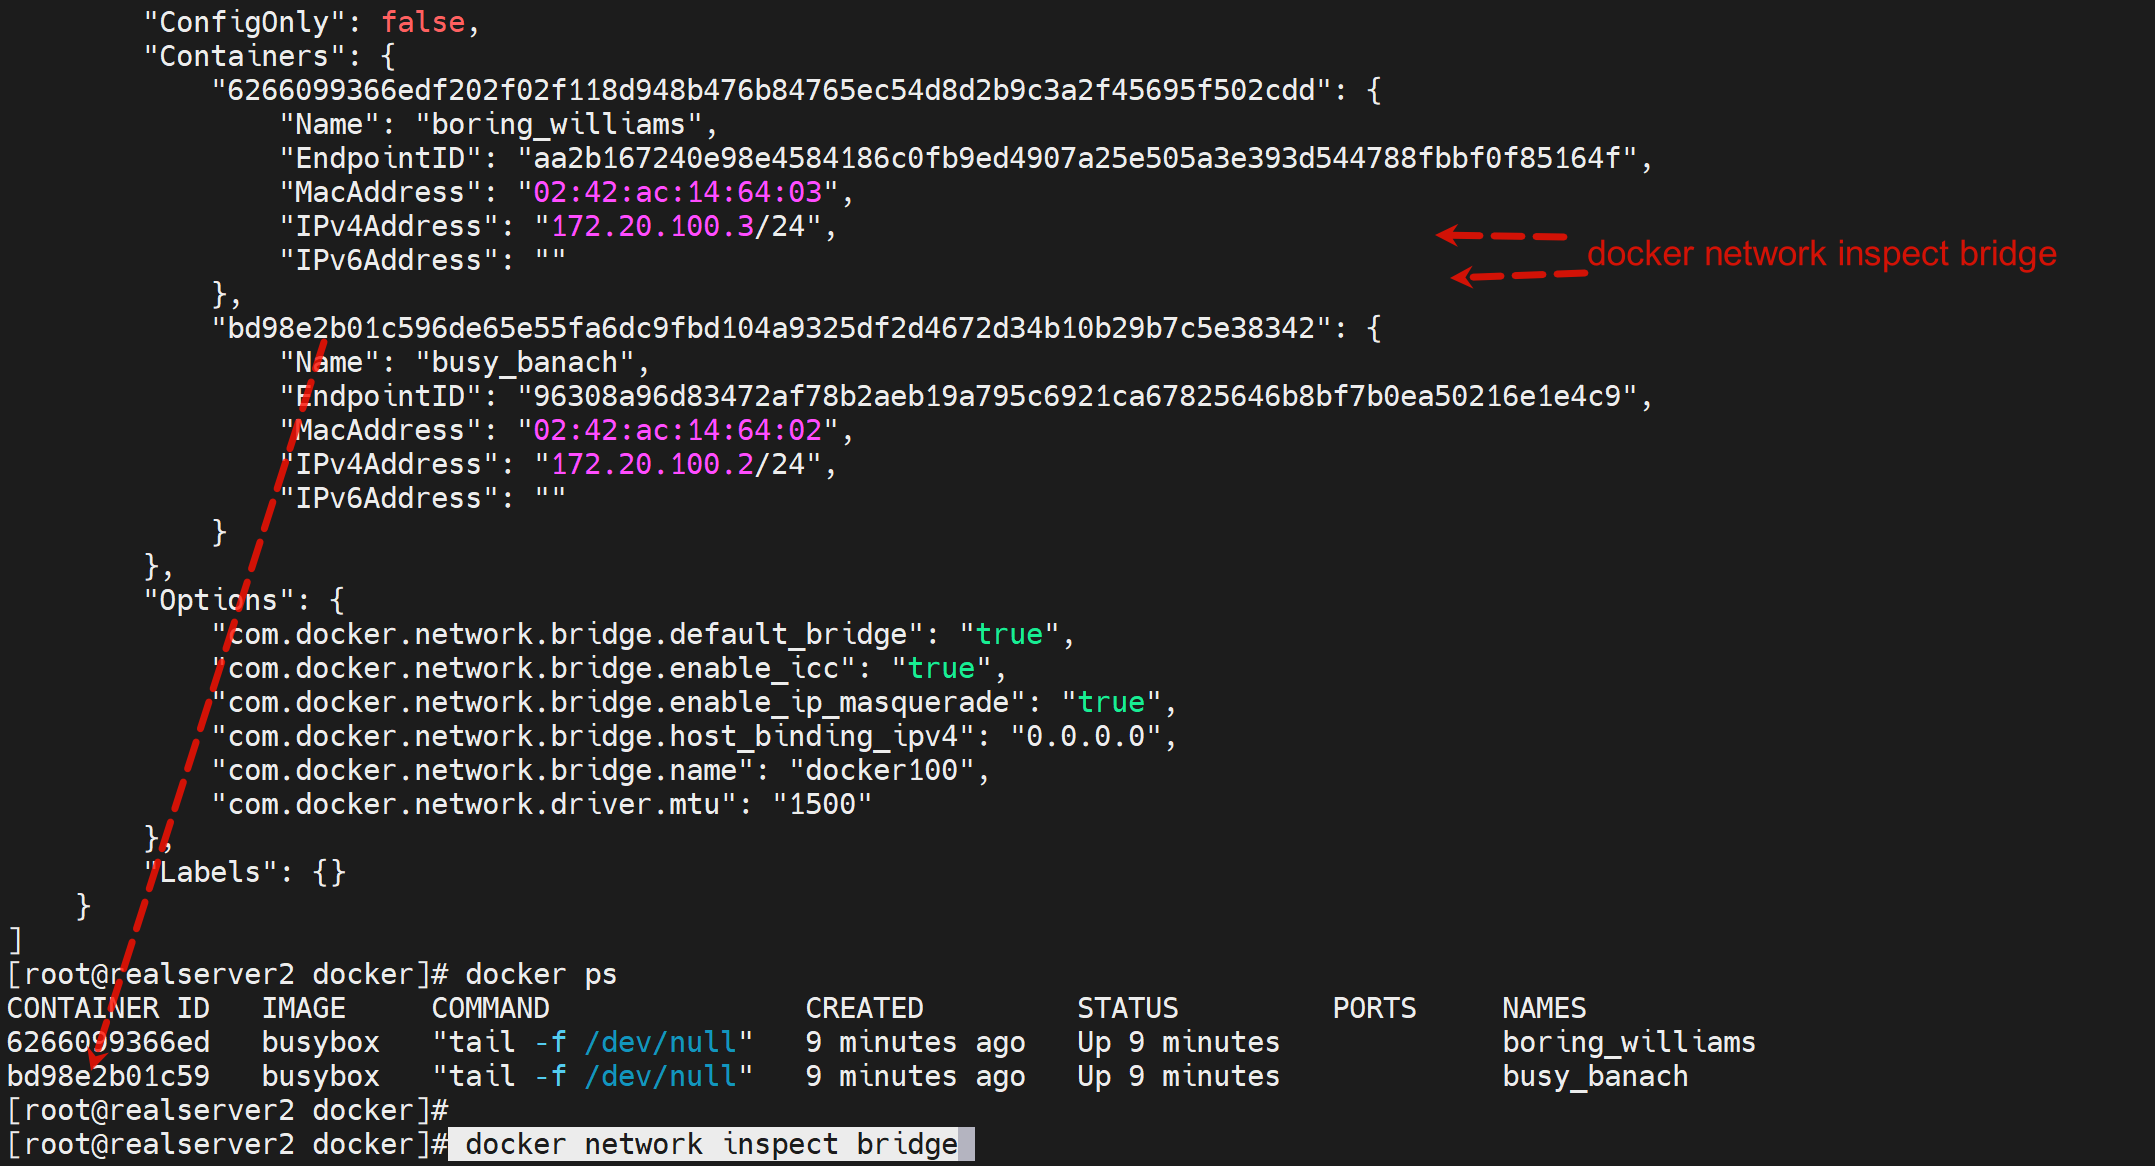 "ConfigOnly": false,
"Containers": {
"6266099366edf202f02f118d948b476b84765ec54d8d2b9c3a2f45695f502cdd": {
"Name": "boring_williams",
"EndpointID": "aa2b167240e98e4584186c0fb9ed4907a25e505a3e393d544788fbbf0f85164f",
"MacAddress": "02:42:ac:14:64:03",
"IPv4Address": "172.20.100.3/24",
docker network inspect bridge
"IPv6Address": ""
},
"bd98e2b01c596de65e55fa6dc9fbd104a9325df2d4672d34b10b29b7c5e38342": {
"Name": "busy_banach",
"EndpointID": "96308a96d83472af78b2aeb19a795c6921ca67825646b8bf7b0ea50216e1e4c9",
"MacAddress": "02:42:ac:14:64:02",
"IPv4Address": "172.20.100.2/24",
"IPv6Address": ""
}
},
"Options": {
"com.docker.network.bridge.default_bridge": "true",
"com.docker.network.bridge.enable_icc": "true",
"com.docker.network.bridge.enable_ip_masquerade": "true",
"com.docker.network.bridge.host_binding_ipv4": "0.0.0.0",
"com.docker.network.bridge.name": "docker100",
"com.docker.network.driver.mtu": "1500"
},
"Labels": {}
}
]
[root@realserver2 docker]# docker ps
CONTAINER ID IMAGE COMMAND CREATED STATUS PORTS NAMES
6266099366ed busybox "tail -f /dev/null" 9 minutes ago Up 9 minutes boring_williams
bd98e2b01c59 busybox "tail -f /dev/null" 9 minutes ago Up 9 minutes busy_banach
[root@realserver2 docker]#
[root@realserver2 docker]# docker network inspect bridge